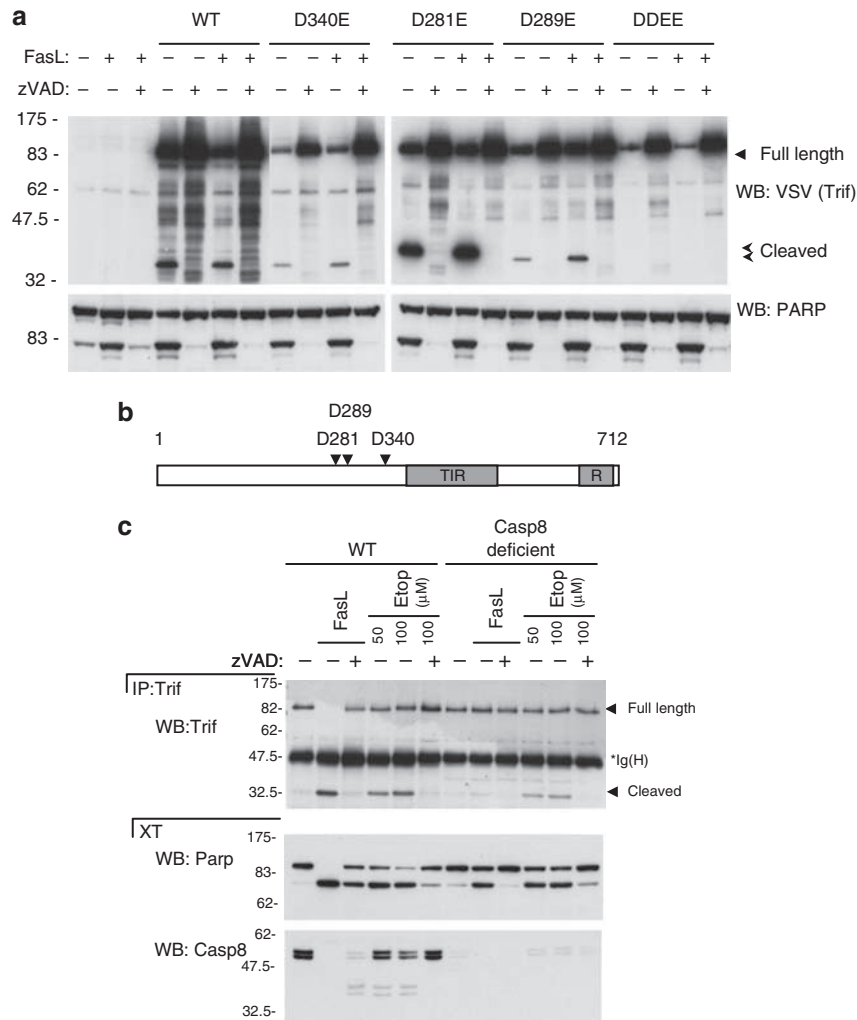 a
WT D340E D281E D289E DDEE
FasL: – + + – – + + – – + + – – + + – – + + – – + +
zVAD: – – + – + – + – + – + – + – + – + – + – + – +
175 -
83 -
62 -
47.5 -
32 -
Full length
WB: VSV (Trif)
Cleaved
83 -
WB: PARP
b
D289
1 D281 D340 712
TIR R
c
WT Casp8 deficient
FasL Etop (μM) FasL Etop (μM)
50 100 100 50 100 100
zVAD: – – + – – + – – + – – +
IP:Trif
WB:Trif
175-
82-
62-
47.5-
32.5-
Full length
*Ig(H)
Cleaved
XT
WB: Parp
175-
83-
62-
WB: Casp8
62-
47.5-
32.5-